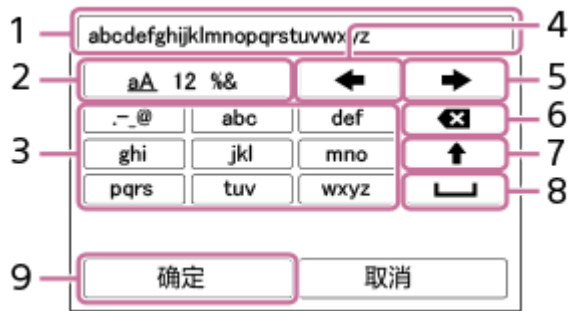 1 abcdefghijklmnopqrstuvwxyz 4
2 aA 12 %& 5
.-_@ abc def 6
3 ghi jkl mno 7
pqrs tuv wxyz 8
9 确定 取消